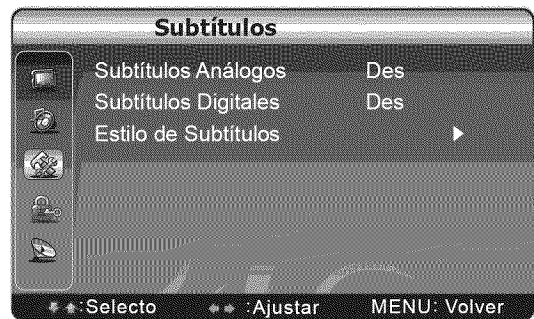 Subtítulos
Subtítulos Análogos Des
Subtítulos Digitales Des
Estilo de Subtítulos
:Selecto :Ajustar MENU: Volver